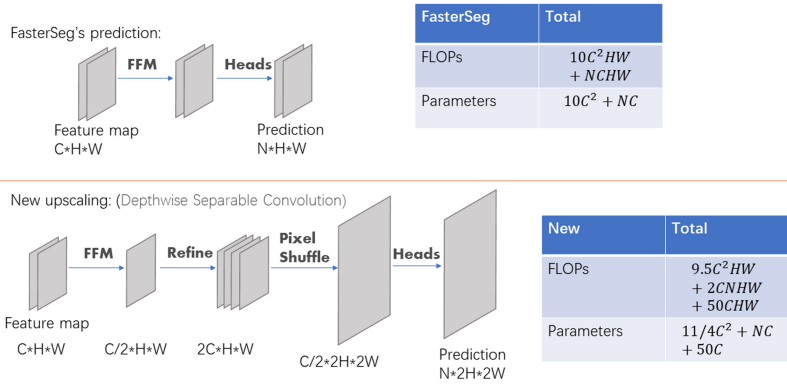 FasterSeg's prediction:
FFM
Heads
Feature map
C*H*W
Prediction
N*H*W
FasterSeg Total
FLOPs 10C²HW
+ NCHW
Parameters 10C² + NC
New upscaling: (Depthwise Separable Convolution)
FFM
Refine
Pixel
Shuffle
Heads
Feature map
C*H*W
C/2*H*W
2C*H*W
C/2*2H*2W
Prediction
N*2H*2W
New Total
FLOPs 9.5C²HW
+ 2CNHW
+ 50CHW
Parameters 11/4C² + NC
+ 50C